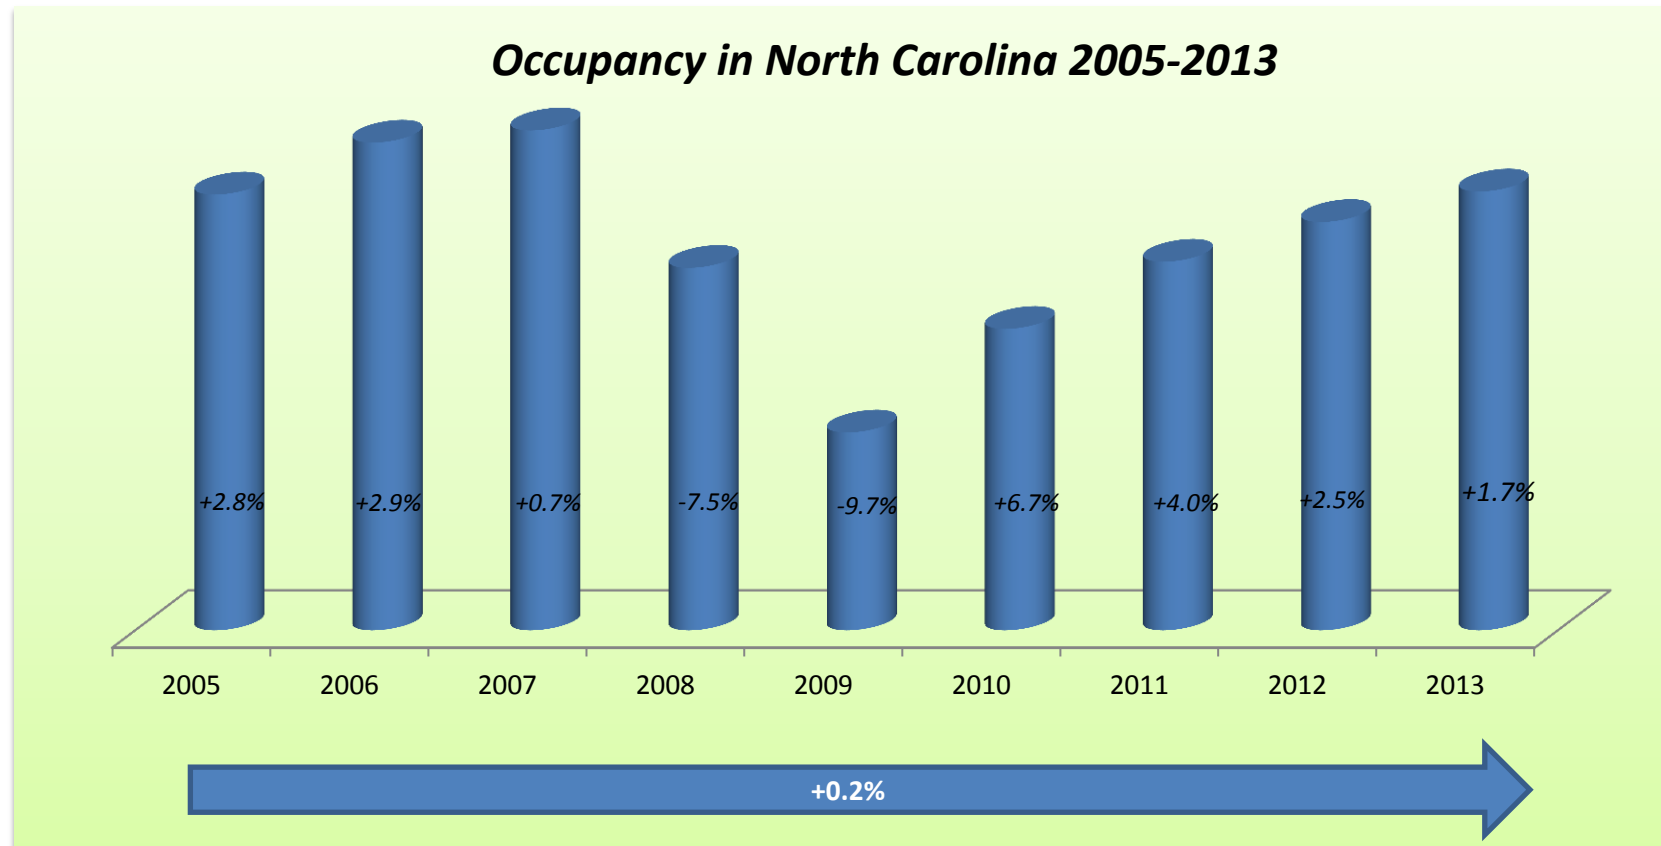 Occupancy in North Carolina 2005-2013
+2.8% +2.9% +0.7% -7.5% -9.7% +6.7% +4.0% +2.5% +1.7%
2005 2006 2007 2008 2009 2010 2011 2012 2013
+0.2%